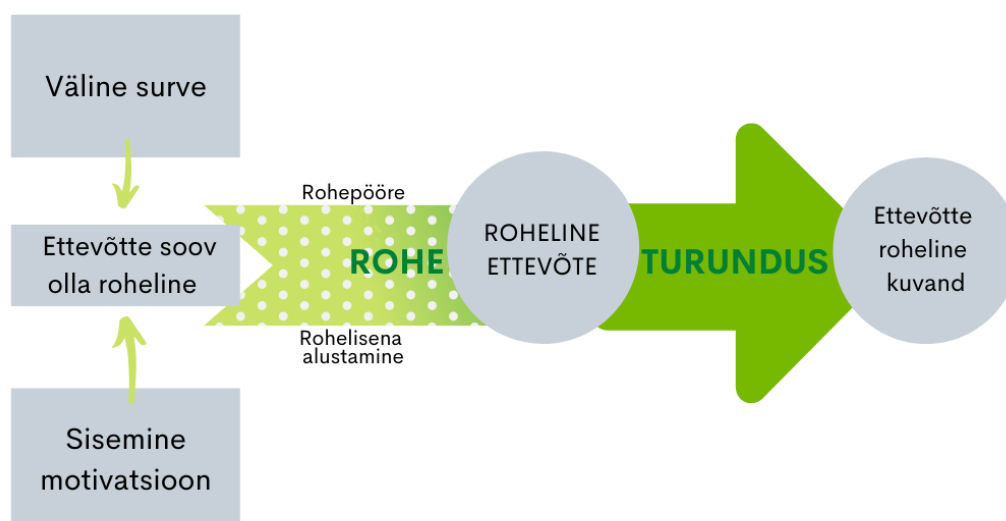 Väline surve
Ettevõtte soov
olla roheline
Sisemine
motivatsioon
Rohepööre
ROHE
Rohelisena
alustamine
ROHELINE
ETTEVÕTE
TURUNDUS
Ettevõtte
roheline
kuvand